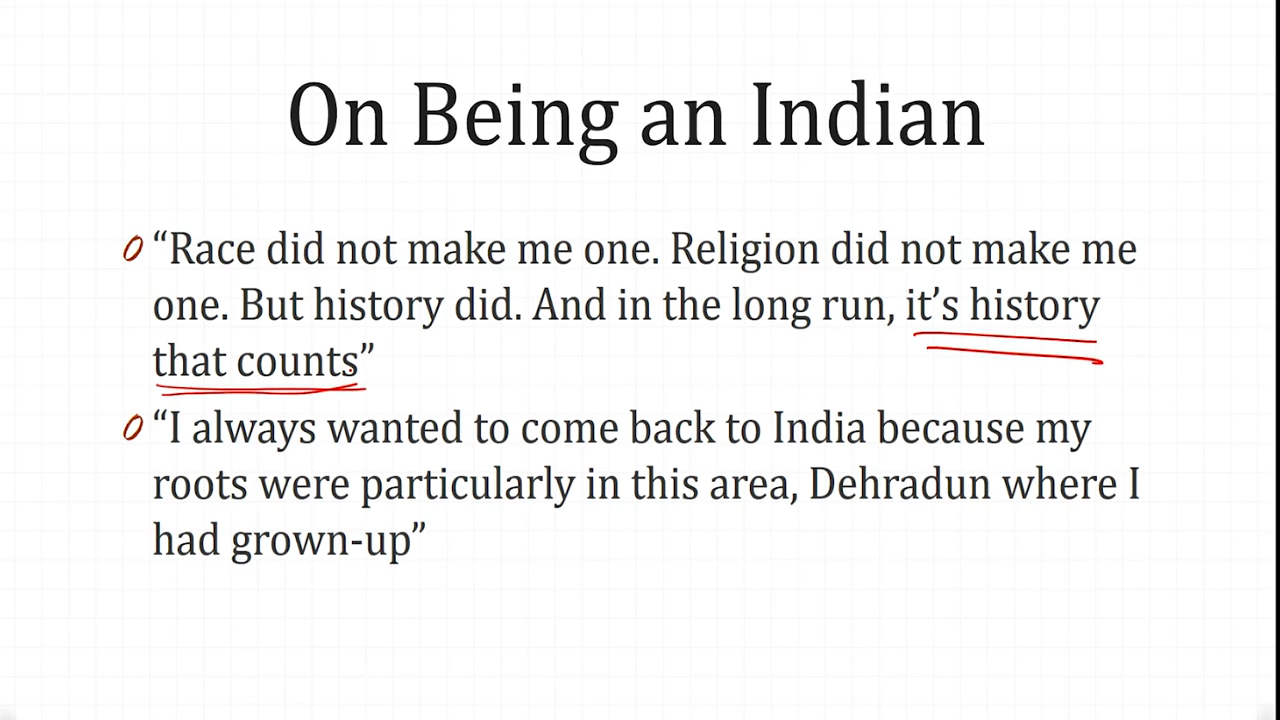 On Being an Indian
“Race did not make me one. Religion did not make me
one. But history did. And in the long run, it’s history
that counts”
“I always wanted to come back to India because my
roots were particularly in this area, Dehradun where I
had grown-up”